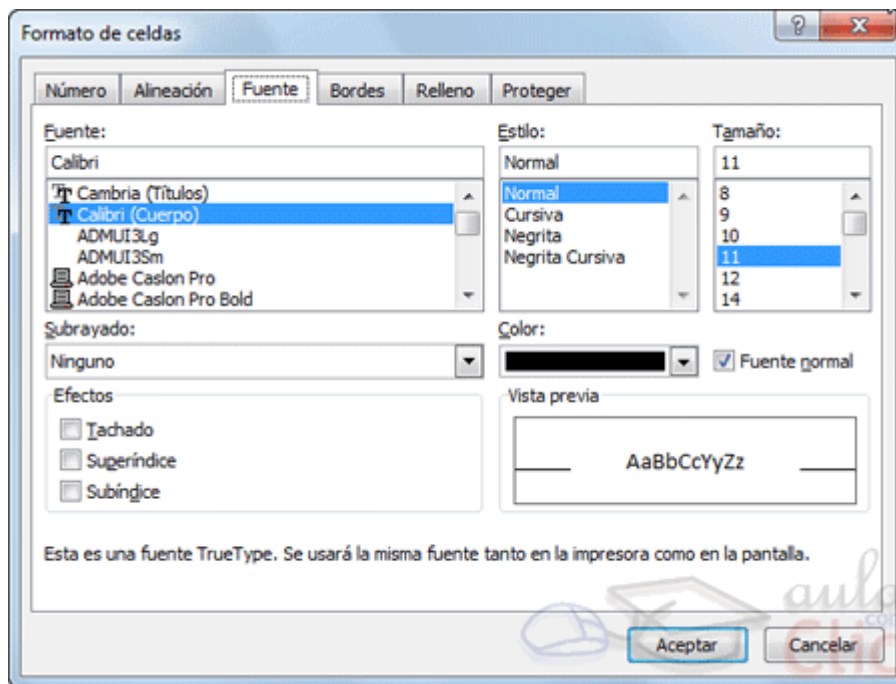 Formato de celdas
Número Alineación Fuente Bordes Relleno Proteger
Fuente: Estilo: Tamaño:
Calibri Normal 11
Cambria (Títulos) Normal 8
Calibri (Cuerpo) Cursiva 9
ADMUI3Lg Negrita 10
ADMUI3Sm Negrita Cursiva 11
Adobe Caslon Pro 12
Adobe Caslon Pro Bold 14
Subrayado: Color:
Ninguno Fuente normal
Efectos Vista previa
Tachado
Superíndice AaBbCcYyZz
Subíndice
Esta es una fuente TrueType. Se usará la misma fuente tanto en la impresora como en la pantalla.
Aceptar Cancelar